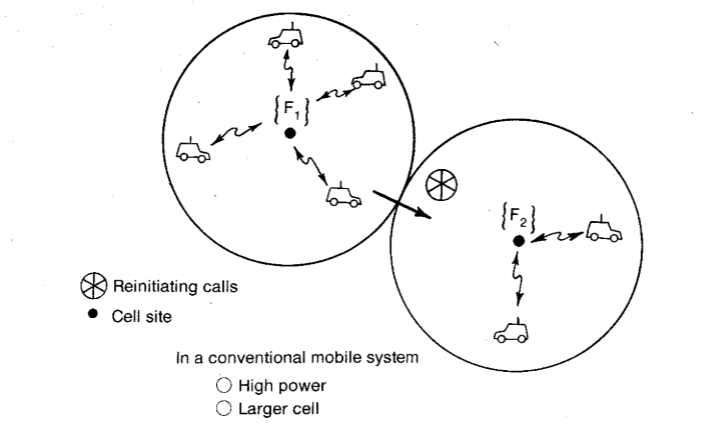 {F₁}
{F₂}
Reinitiating calls
Cell site
In a conventional mobile system
High power
Larger cell